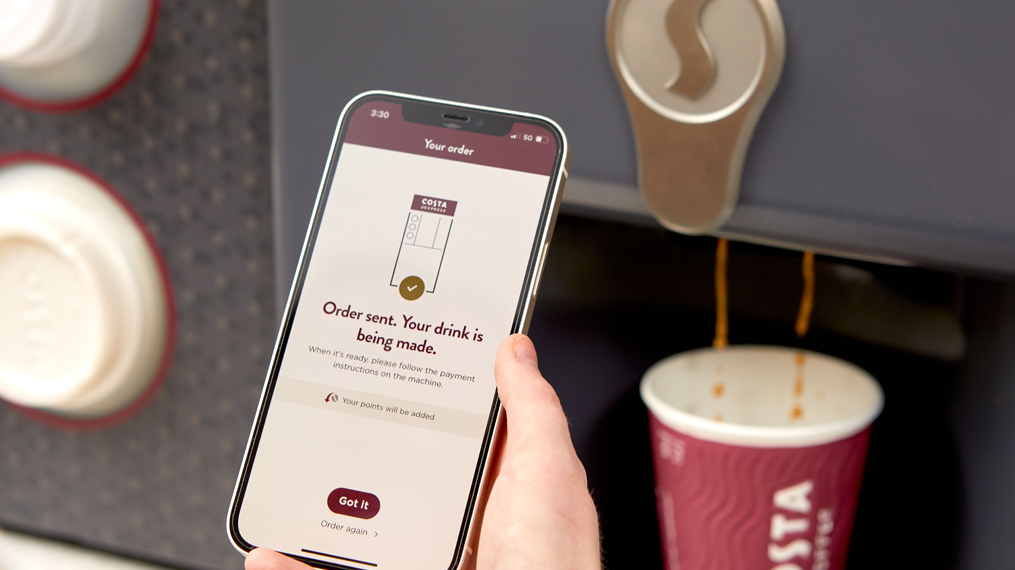 3:30
5G
Your order
COSTA
EXPRESS
Order sent. Your drink is
being made.
When it's ready, please follow the payment
instructions on the machine.
Your points will be added
Got it
Order again
COSTA
COFFEE